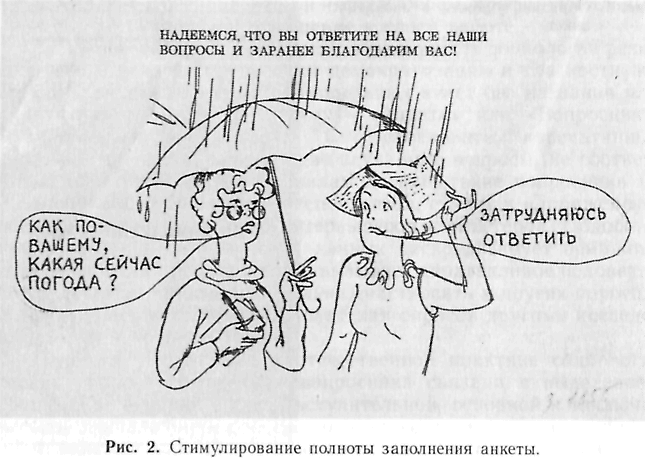 НАДЕЕМСЯ, ЧТО ВЫ ОТВЕТИТЕ НА ВСЕ НАШИ
ВОПРОСЫ И ЗАРАНЕЕ БЛАГОДАРИМ ВАС!
КАК ПО-
ВАШЕМУ,
КАКАЯ СЕЙЧАС
ПОГОДА?
ЗАТРУДНЯЮСЬ
ОТВЕТИТЬ
Рис. 2. Стимулирование полноты заполнения анкеты.